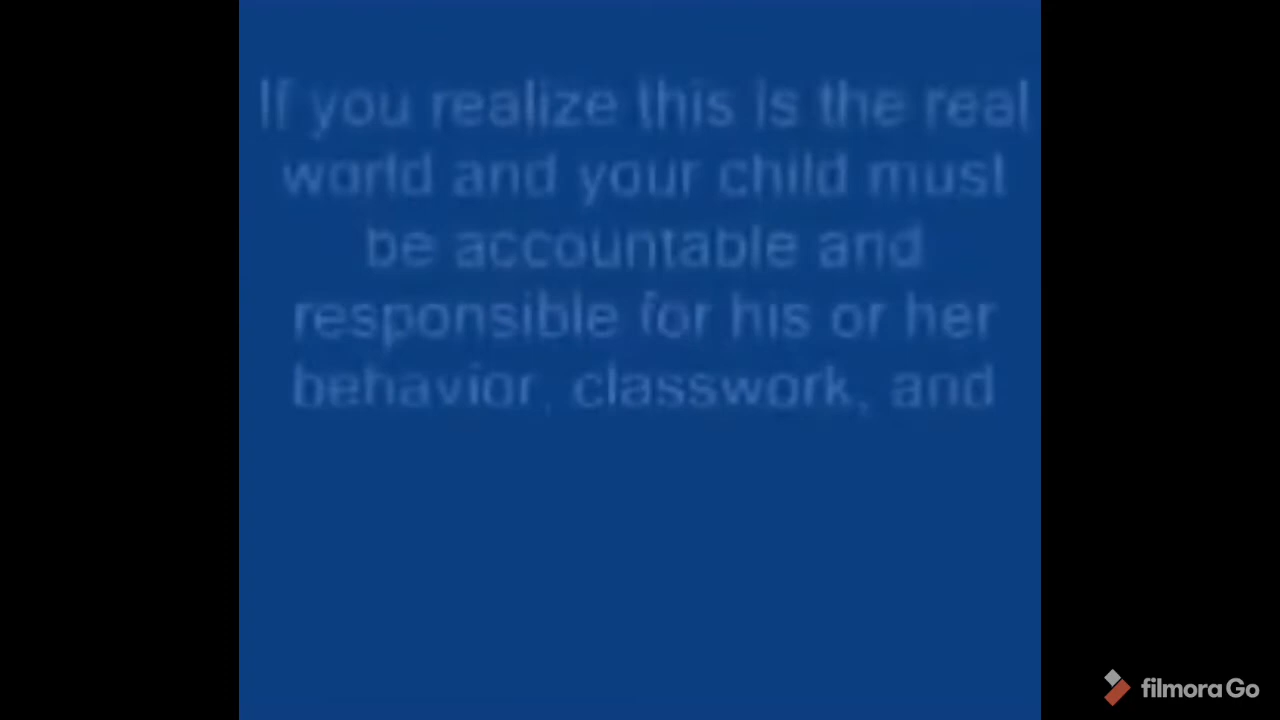 If you realize this is the real
world and your child must
be accountable and
responsible for his or her
behavior, classwork, and
filmora Go